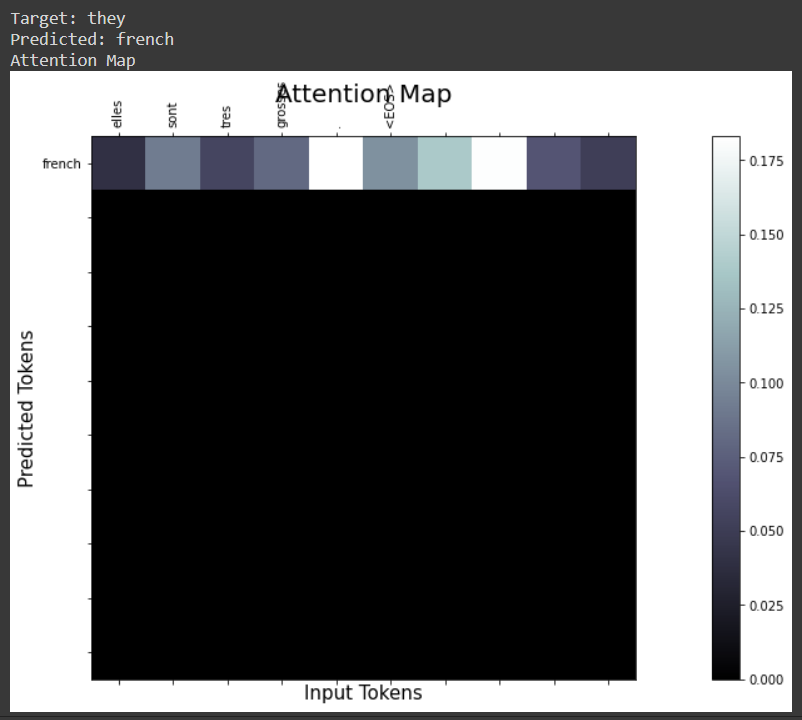 Target: they
Predicted: french
Attention Map
Attention Map
elles
sont
tres
grosses
.
<EOS>
french
Predicted Tokens
Input Tokens
0.175
0.150
0.125
0.100
0.075
0.050
0.025
0.000